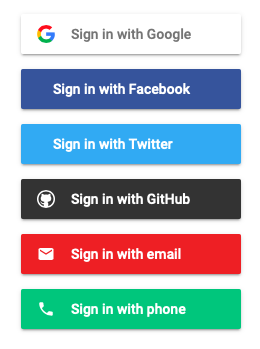 Sign in with Google
Sign in with Facebook
Sign in with Twitter
Sign in with GitHub
Sign in with email
Sign in with phone